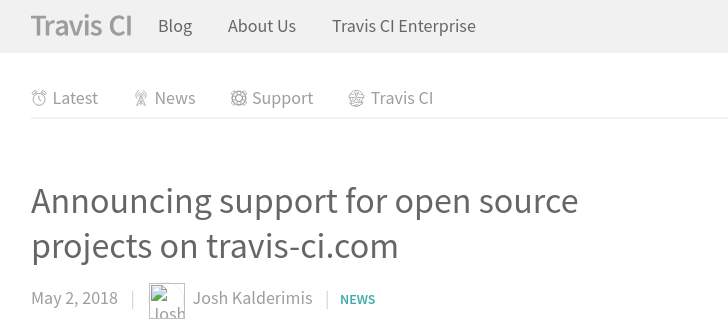 Travis CI Blog About Us Travis CI Enterprise
Latest News Support Travis CI
Announcing support for open source
projects on travis-ci.com
May 2, 2018 | Josh Josh Kalderimis | NEWS